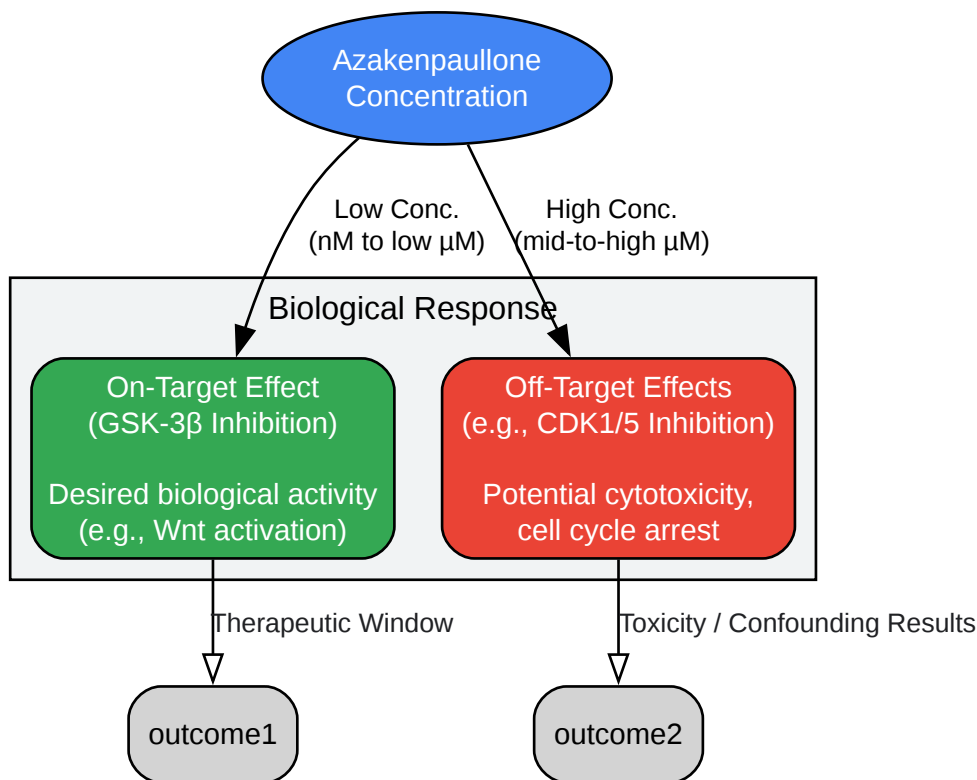 Azakenpaullone
Concentration
Low Conc.
(nM to low µM)
High Conc.
(mid-to-high µM)
Biological Response
On-Target Effect
(GSK-3β Inhibition)
Desired biological activity
(e.g., Wnt activation)
Off-Target Effects
(e.g., CDK1/5 Inhibition)
Potential cytotoxicity,
cell cycle arrest
Therapeutic Window
Toxicity / Confounding Results
outcome1
outcome2